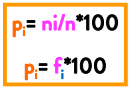 pᵢ= ni/n*100
pᵢ= fᵢ*100